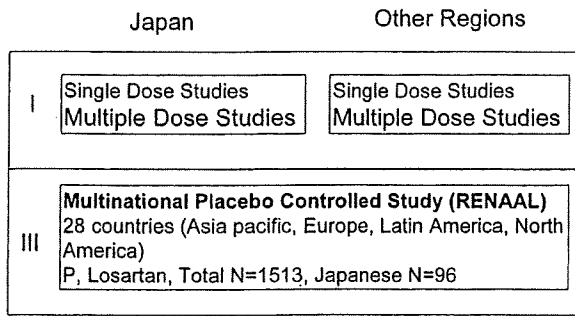 Japan Other Regions
I
Single Dose Studies Single Dose Studies
Multiple Dose Studies Multiple Dose Studies
III
Multinational Placebo Controlled Study (RENAAL)
28 countries (Asia pacific, Europe, Latin America, North
America)
P, Losartan, Total N=1513, Japanese N=96